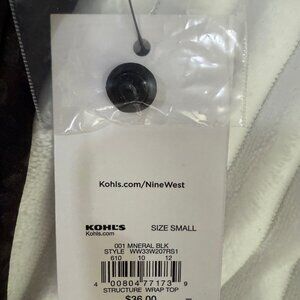 Kohls.com/NineWest
KOHL'S SIZE SMALL
Kohls.com
001 MNERAL BLK
STYLE WW33W207RS1
610 10 12
4 00804 77173 9
STRUCTURE WRAP TOP
$36.00